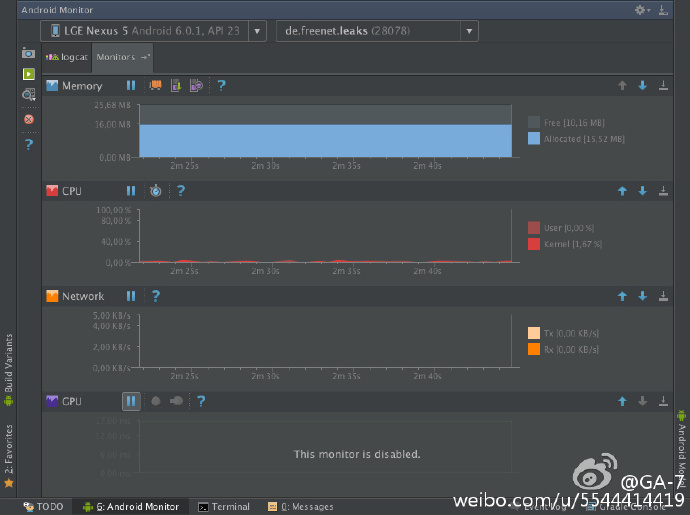 Android Monitor
LGE Nexus 5 Android 6.0.1, API 23
de.freenet.leaks (28078)
logcat
Monitors
Memory
25,68 MB
16,00 MB
0,00 MB
2m 25s 2m 30s 2m 35s 2m 40s
Free [10,16 MB]
Allocated [15,52 MB]
CPU
100,00 %
80,00 %
40,00 %
0,00 %
2m 25s 2m 30s 2m 35s 2m 40s
User [0,00 %]
Kernel [1,67 %]
Network
5,00 KB/s
4,00 KB/s
2,00 KB/s
0,00 KB/s
2m 25s 2m 30s 2m 35s 2m 40s
Tx [0,00 KB/s]
Rx [0,00 KB/s]
GPU
This monitor is disabled.
Build Variants
2: Favorites
Android Model
@GA-7
weibo.com/u/5544414419
TODO
6: Android Monitor
Terminal
0: Messages
Event Log
Gradle Console